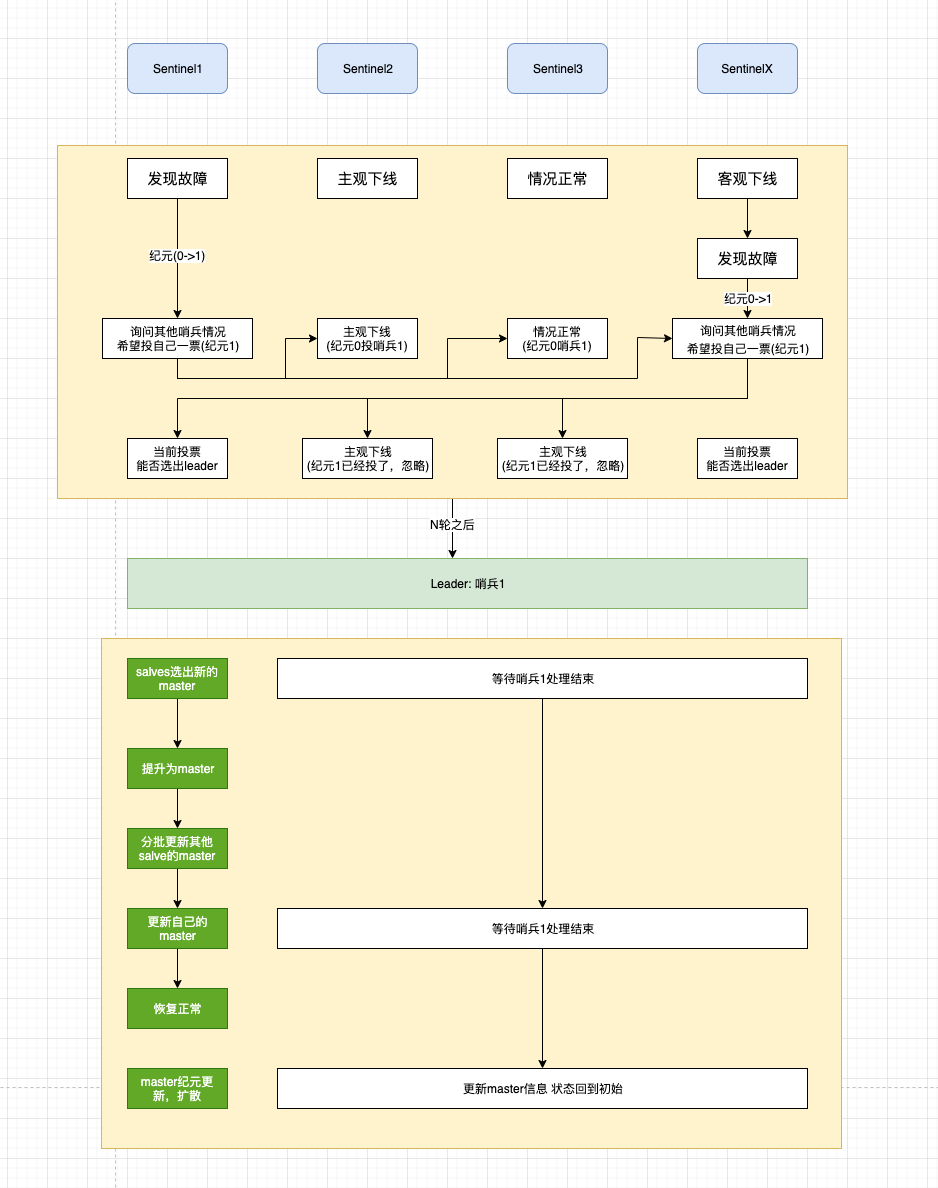 Sentinel1
Sentinel2
Sentinel3
SentinelX
发现故障
主观下线
情况正常
客观下线
纪元(0->1)
发现故障
纪元0->1
询问其他哨兵情况
希望投自己一票(纪元1)
主观下线
(纪元0投哨兵1)
情况正常
(纪元0哨兵1)
询问其他哨兵情况
希望投自己一票(纪元1)
当前投票
能否选出leader
主观下线
(纪元1已经投了，忽略)
主观下线
(纪元1已经投了，忽略)
当前投票
能否选出leader
N轮之后
Leader: 哨兵1
salves选出新的
master
等待哨兵1处理结束
提升为master
分批更新其他
salve的master
更新自己的
master
等待哨兵1处理结束
恢复正常
master纪元更
新，扩散
更新master信息 状态回到初始